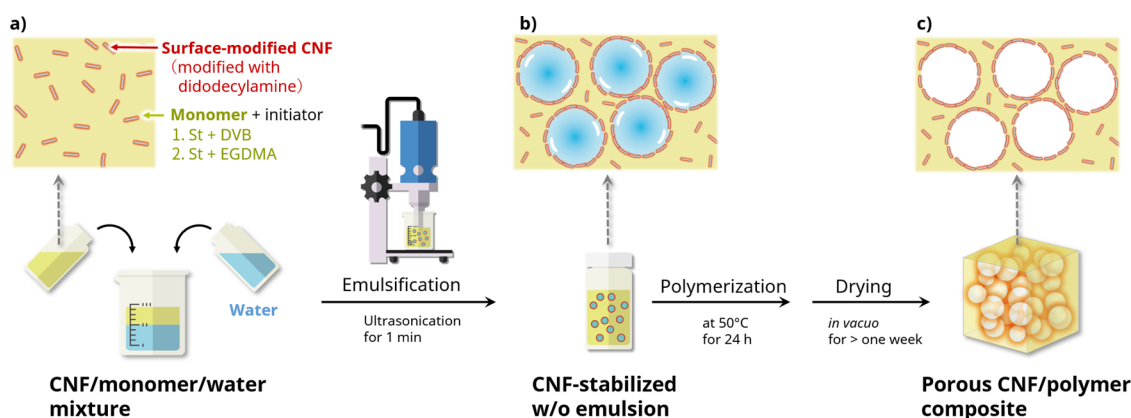 a)
Surface-modified CNF
(modified with
didodecylamine)
Monomer + initiator
1. St + DVB
2. St + EGDMA
Water
CNF/monomer/water
mixture
Emulsification
Ultrasonication
for 1 min
b)
CNF-stabilized
w/o emulsion
Polymerization
at 50°C
for 24 h
Drying
in vacuo
for > one week
c)
Porous CNF/polymer
composite